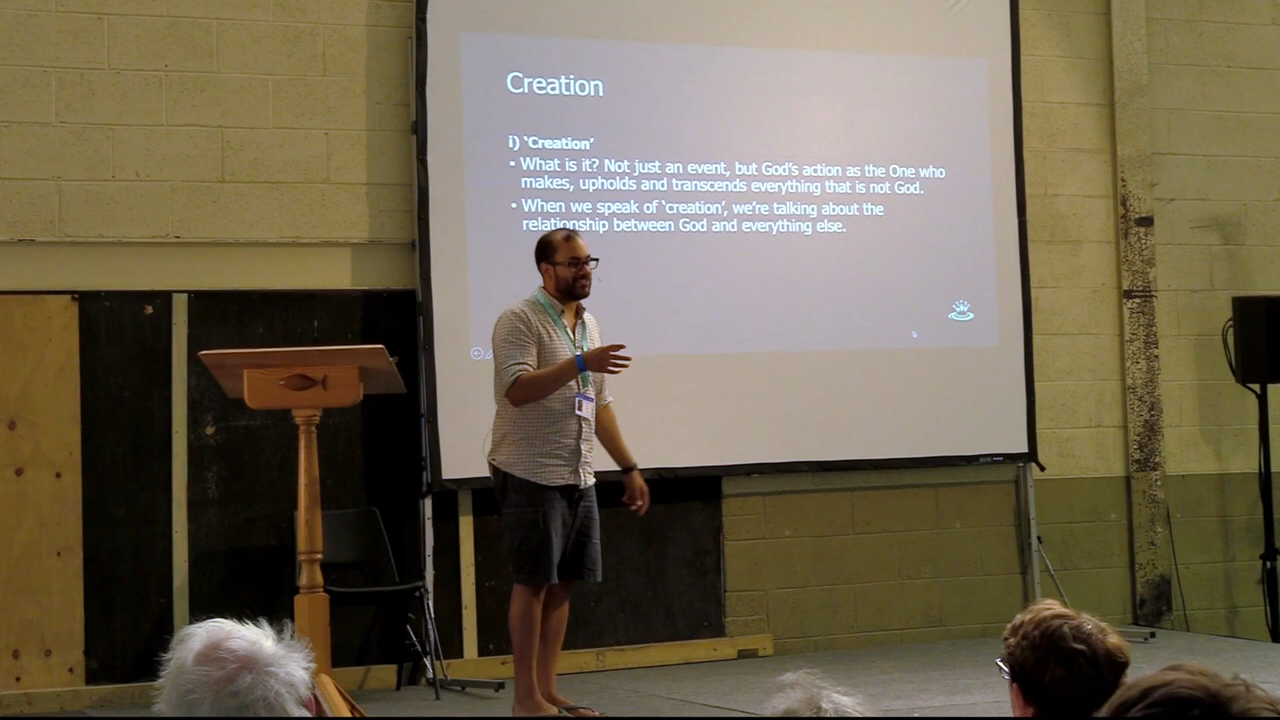 Creation
i) ‘Creation’
• What is it? Not just an event, but God’s action as the One who
makes, upholds and transcends everything that is not God.
• When we speak of ‘creation’, we’re talking about the
relationship between God and everything else.